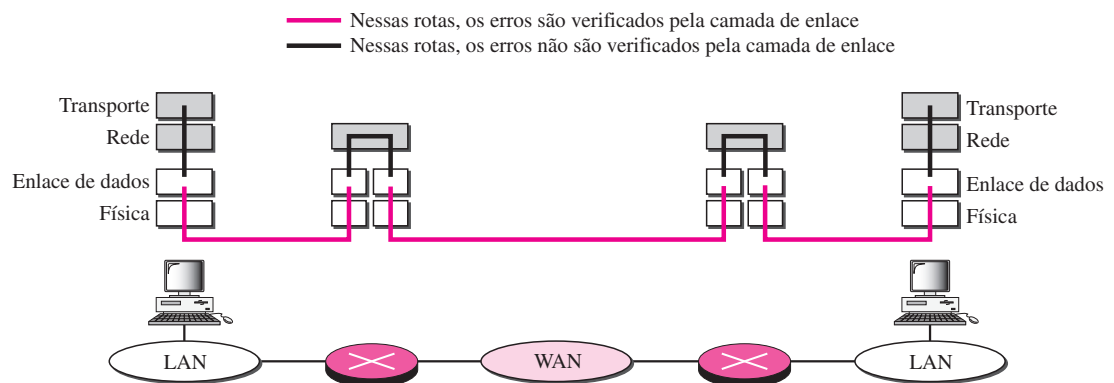 Nessas rotas, os erros são verificados pela camada de enlace
Nessas rotas, os erros não são verificados pela camada de enlace
Transporte
Rede
Enlace de dados
Física
Transporte
Rede
Enlace de dados
Física
LAN
WAN
LAN